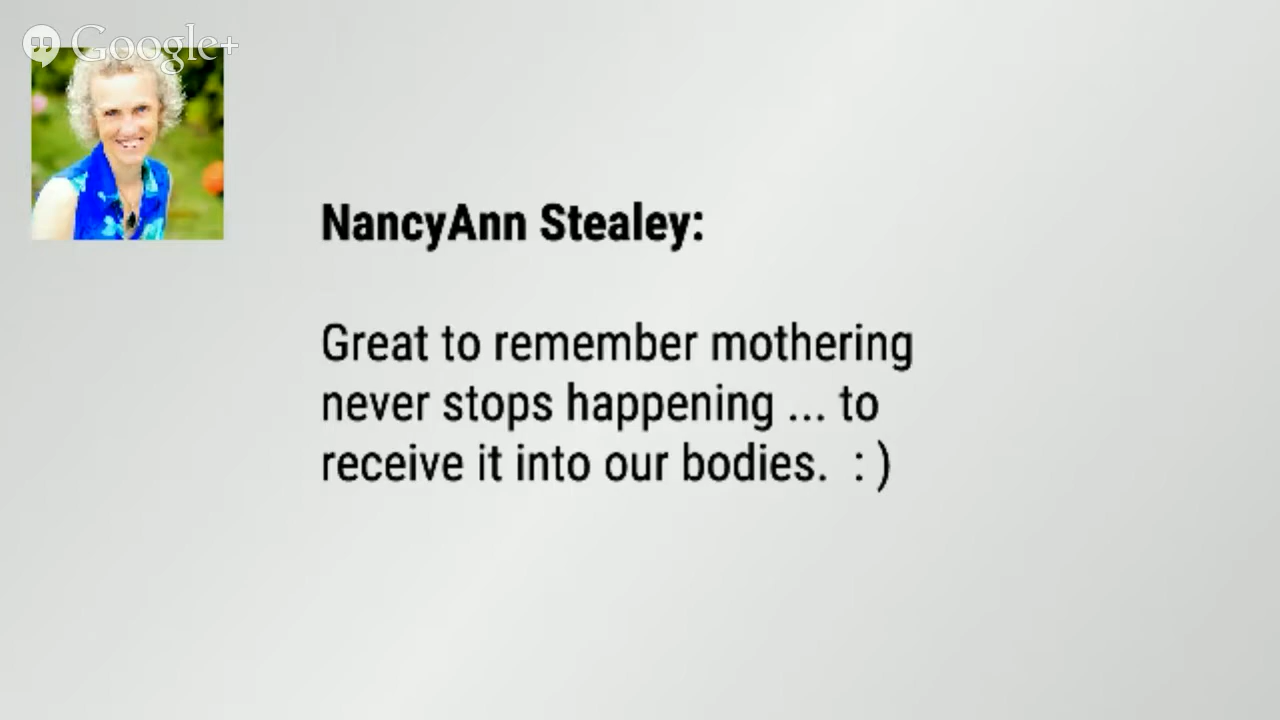 Google+
NancyAnn Stealey:
Great to remember mothering
never stops happening ... to
receive it into our bodies.  : )